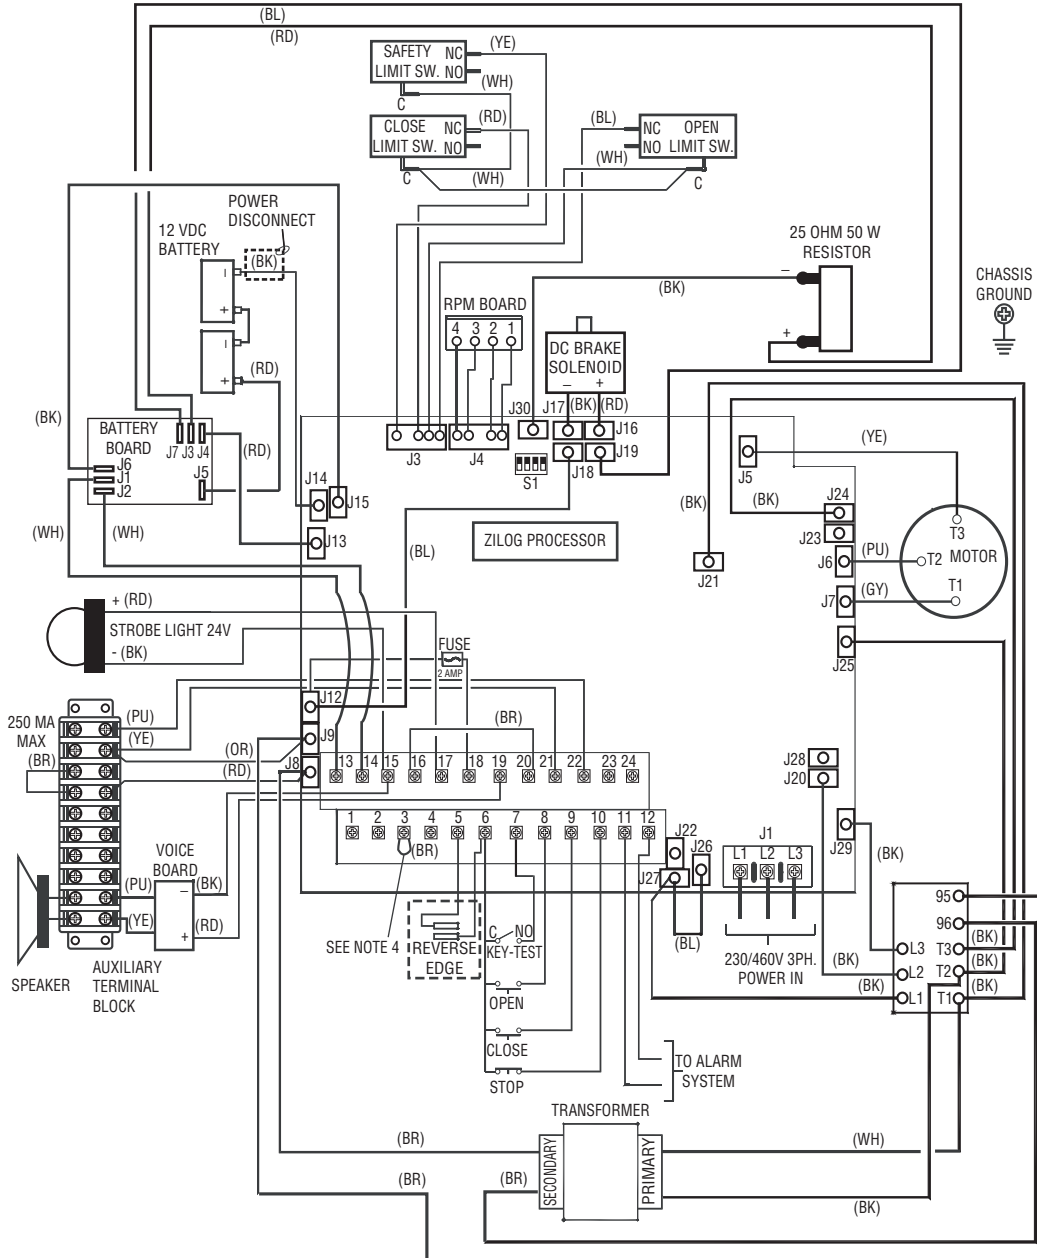 (BL)
(RD)
SAFETY NC
LIMIT SW. NO
C
(YE)
(WH)
CLOSE NC
LIMIT SW. NO
C
(RD)
(WH)
(BL)
(WH)
NC OPEN
NO LIMIT SW.
C
POWER
DISCONNECT
12 VDC
BATTERY
(BK)
–
+
–
+
(RD)
25 OHM 50 W
RESISTOR
–
+
(BK)
CHASSIS
GROUND
RPM BOARD
4 3 2 1
DC BRAKE
SOLENOID
– +
(BK) (RD)
J30
J17
J16
J18
J19
J3
J4
S1
(BK)
BATTERY
BOARD
J7 J3 J4
J6
J1
J2
J5
(RD)
J14
J15
J13
(WH)
(WH)
(BL)
ZILOG PROCESSOR
(BK)
J21
J5
(YE)
(BK)
J24
J23
J6
(PU)
J7
(GY)
J25
T3
T2 MOTOR
T1
+ (RD)
STROBE LIGHT 24V
- (BK)
FUSE
2 AMP
J12
J9
J8
(BR)
250 MA
MAX
(BR)
(PU)
(YE)
(OR)
(RD)
13 14 15 16 17 18 19 20 21 22 23 24
1 2 3 4 5 6 7 8 9 10 11 12
(BR)
SEE NOTE 4
J28
J20
J29
J22
J26
J27
(BL)
J1
L1 L2 L3
230/460V 3PH.
POWER IN
(BK)
(BK)
(BK)
95
96
L3 T3
L2 T2
L1 T1
(BK)
(BK)
(BK)
VOICE
BOARD
–
+
(PU)
(YE)
(BK)
(RD)
SPEAKER
AUXILIARY
TERMINAL
BLOCK
REVERSE
EDGE
C NO
KEY-TEST
OPEN
CLOSE
STOP
TO ALARM
SYSTEM
TRANSFORMER
SECONDARY
PRIMARY
(BR)
(BR)
(BR)
(WH)
(BK)